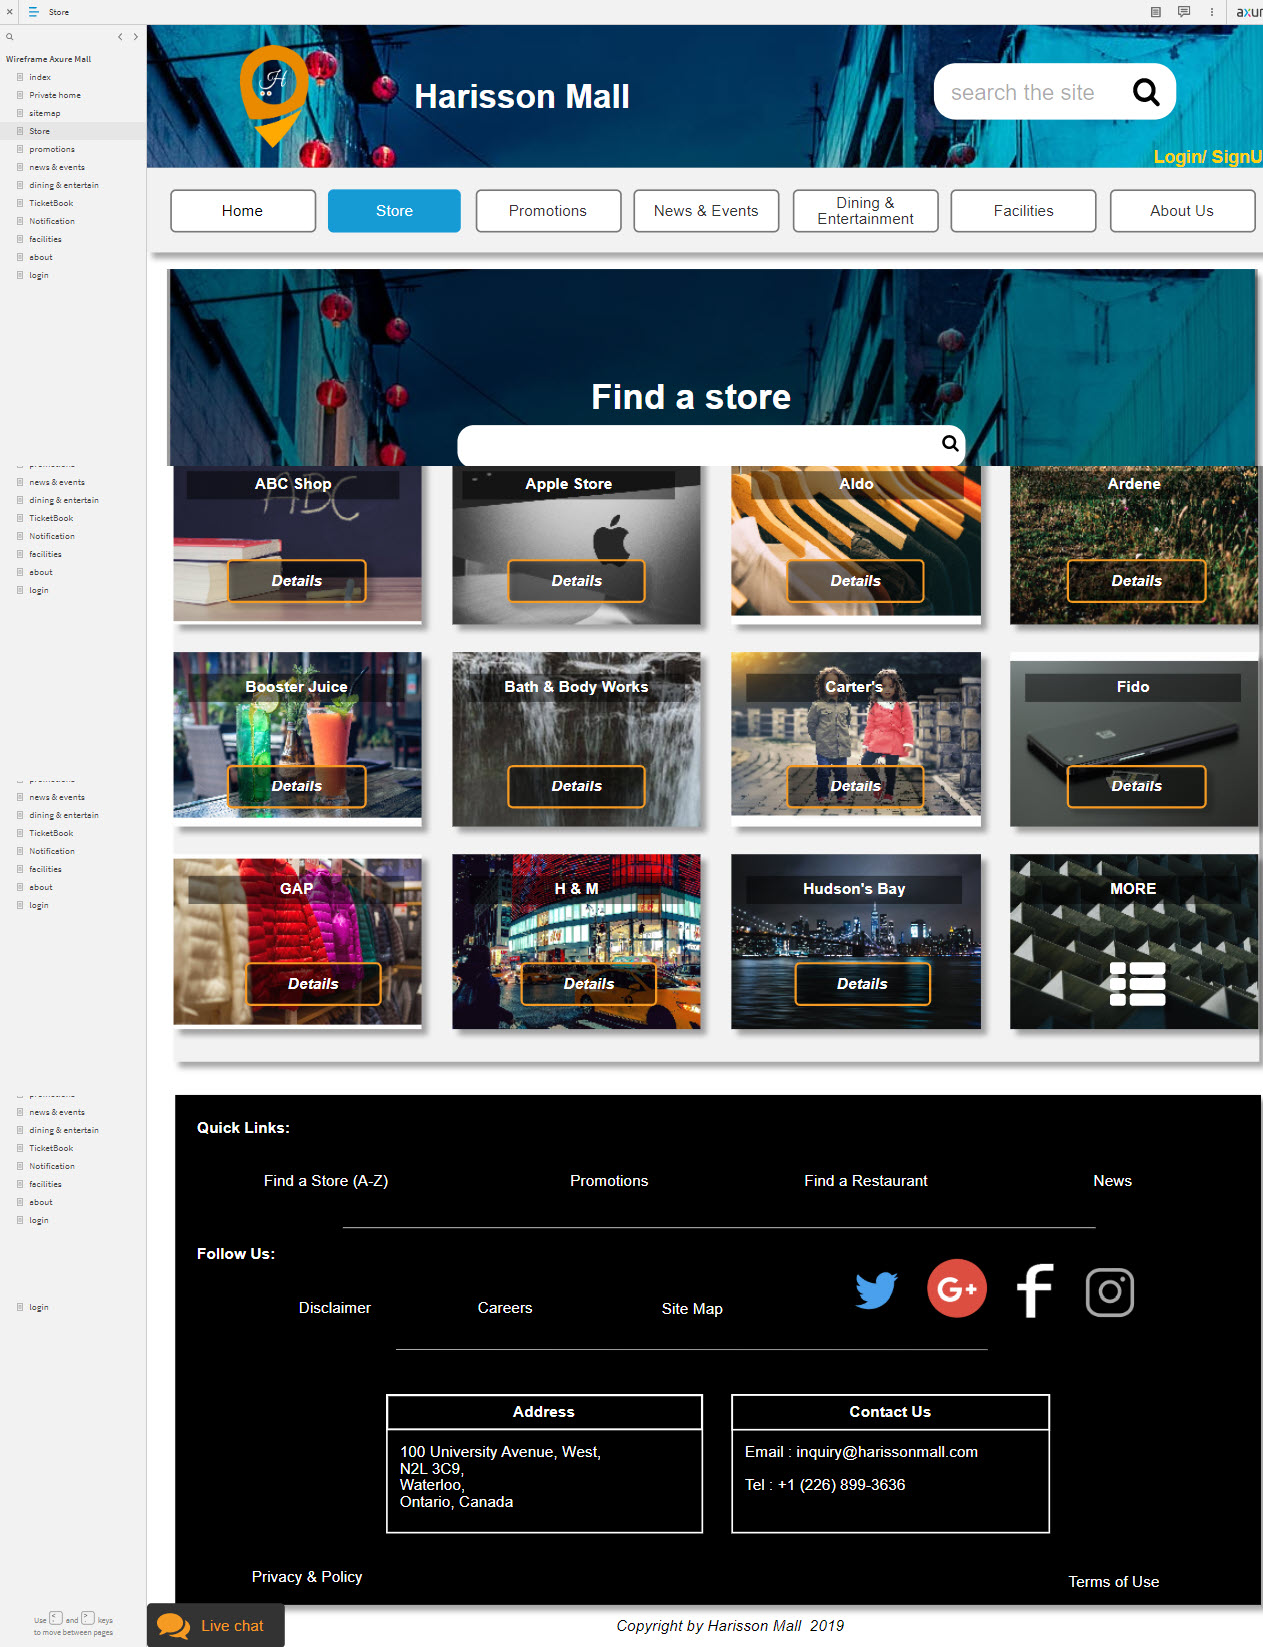 Store
axur
Wireframe Axure Mall
index
Private home
sitemap
Store
promotions
news & events
dining & entertain
TicketBook
Notification
facilities
about
login
H
Harisson Mall
search the site
Login/ SignU
Home
Store
Promotions
News & Events
Dining &
Entertainment
Facilities
About Us
Find a store
news & events
dining & entertain
TicketBook
Notification
facilities
about
login
ABC Shop
Apple Store
Aldo
Ardene
ABC
Details
Details
Details
Details
Booster Juice
Bath & Body Works
Carter's
Fido
Details
Details
Details
Details
news & events
dining & entertain
TicketBook
Notification
facilities
about
login
GAP
H & M
Hudson's Bay
MORE
Details
Details
Details
news & events
dining & entertain
TicketBook
Notification
facilities
about
login
login
Quick Links:
Find a Store (A-Z)
Promotions
Find a Restaurant
News
Follow Us:
Disclaimer
Careers
Site Map
G+
f
Address
100 University Avenue, West,
N2L 3C9,
Waterloo,
Ontario, Canada
Contact Us
Email : inquiry@harissonmall.com
Tel : +1 (226) 899-3636
Privacy & Policy
Terms of Use
Use < and > keys
to move between pages
Live chat
Copyright by Harisson Mall 2019